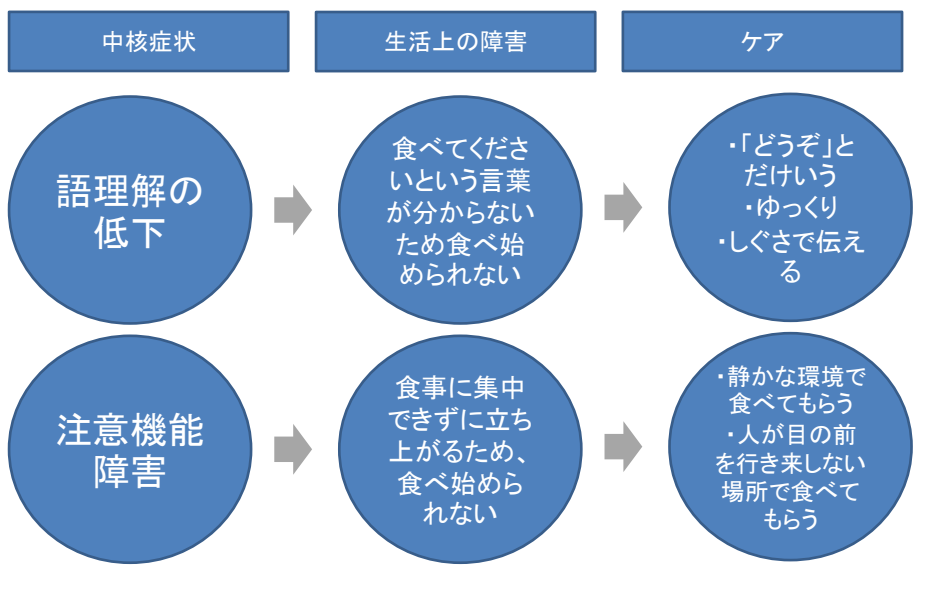 中核症状
生活上の障害
ケア
語理解の
低下
食べてくださ
いという言葉
が分からない
ため食べ始
められない
・「どうぞ」と
だけいう
・ゆっくり
・しぐさで伝え
る
注意機能
障害
食事に集中
できずに立ち
上がるため、
食べ始めら
れない
・静かな環境で
食べてもらう
・人が目の前
を行き来しない
場所で食べて
もらう